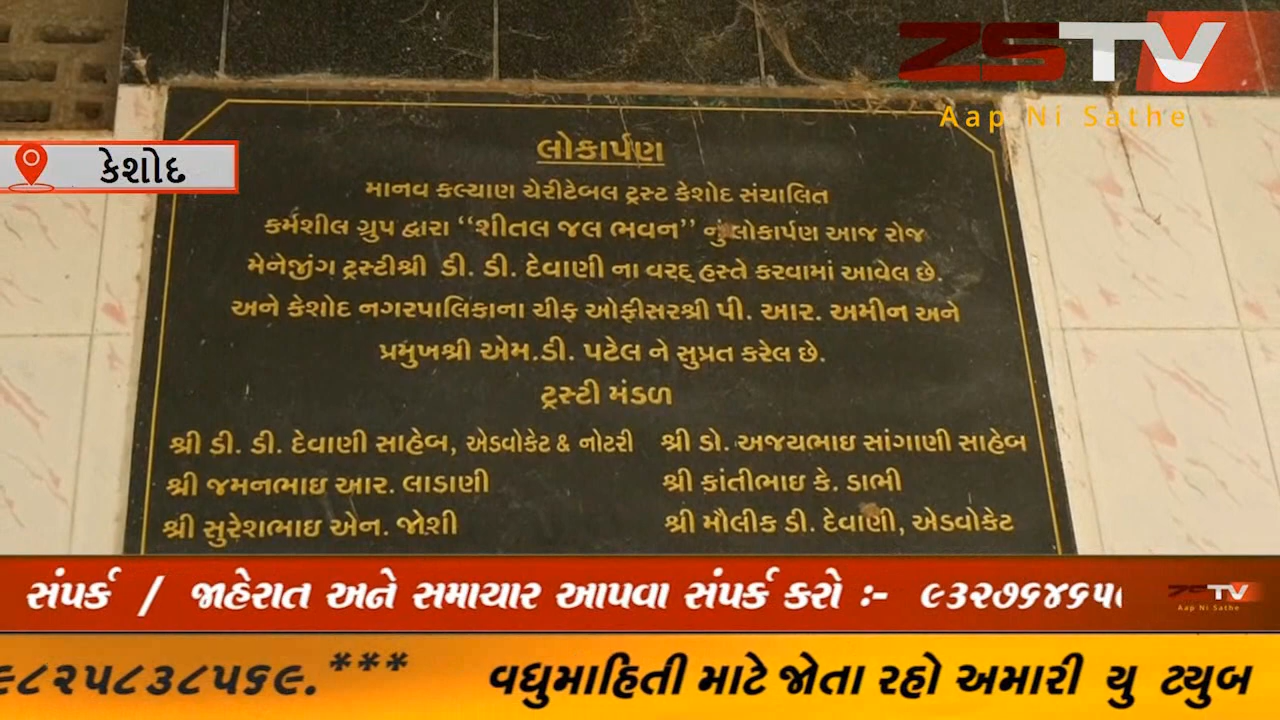 ZSTV
Aap Ni Sathe
કેશોદ
લોકાર્પણ
માનવ કલ્યાણ ચેરીટેબલ ટ્રસ્ટ કેશોદ સંચાલિત
કર્મશીલ ગ્રુપ દ્વારા “શીતલ જલ ભવન” નું લોકાર્પણ આજ રોજ
મેનેજીંગ ટ્રસ્ટીશ્રી ડી. ડી. દેવાણી ના વરદ્ હસ્તે કરવામાં આવેલ છે.
અને કેશોદ નગરપાલિકાના ચીફ ઓફીસરશ્રી પી. આર. અમીન અને
પ્રમુખશ્રી એમ.ડી. પટેલ ને સુપ્રત કરેલ છે.
ટ્રસ્ટી મંડળ
શ્રી ડી. ડી. દેવાણી સાહેબ, એડવોકેટ & નોટરી શ્રી ડો. અજયભાઇ સાંગાણી સાહેબ
શ્રી જમનભાઇ આર. લાડાણી શ્રી કાંતીભાઇ કે. ડાભી
શ્રી સુરેશભાઇ એન. જોશી શ્રી મૌલીક ડી. દેવાણી, એડવોકેટ
સંપર્ક / જાહેરાત અને સમાચાર આપવા સંપર્ક કરો :- ૯૩૨૭૬૪૬૫
ZSTV
Aap Ni Sathe
૯૮૨૫૮૩૮૫૬૯.*** વધુમાહિતી માટે જોતા રહો અમારી યુ ટ્યુબ